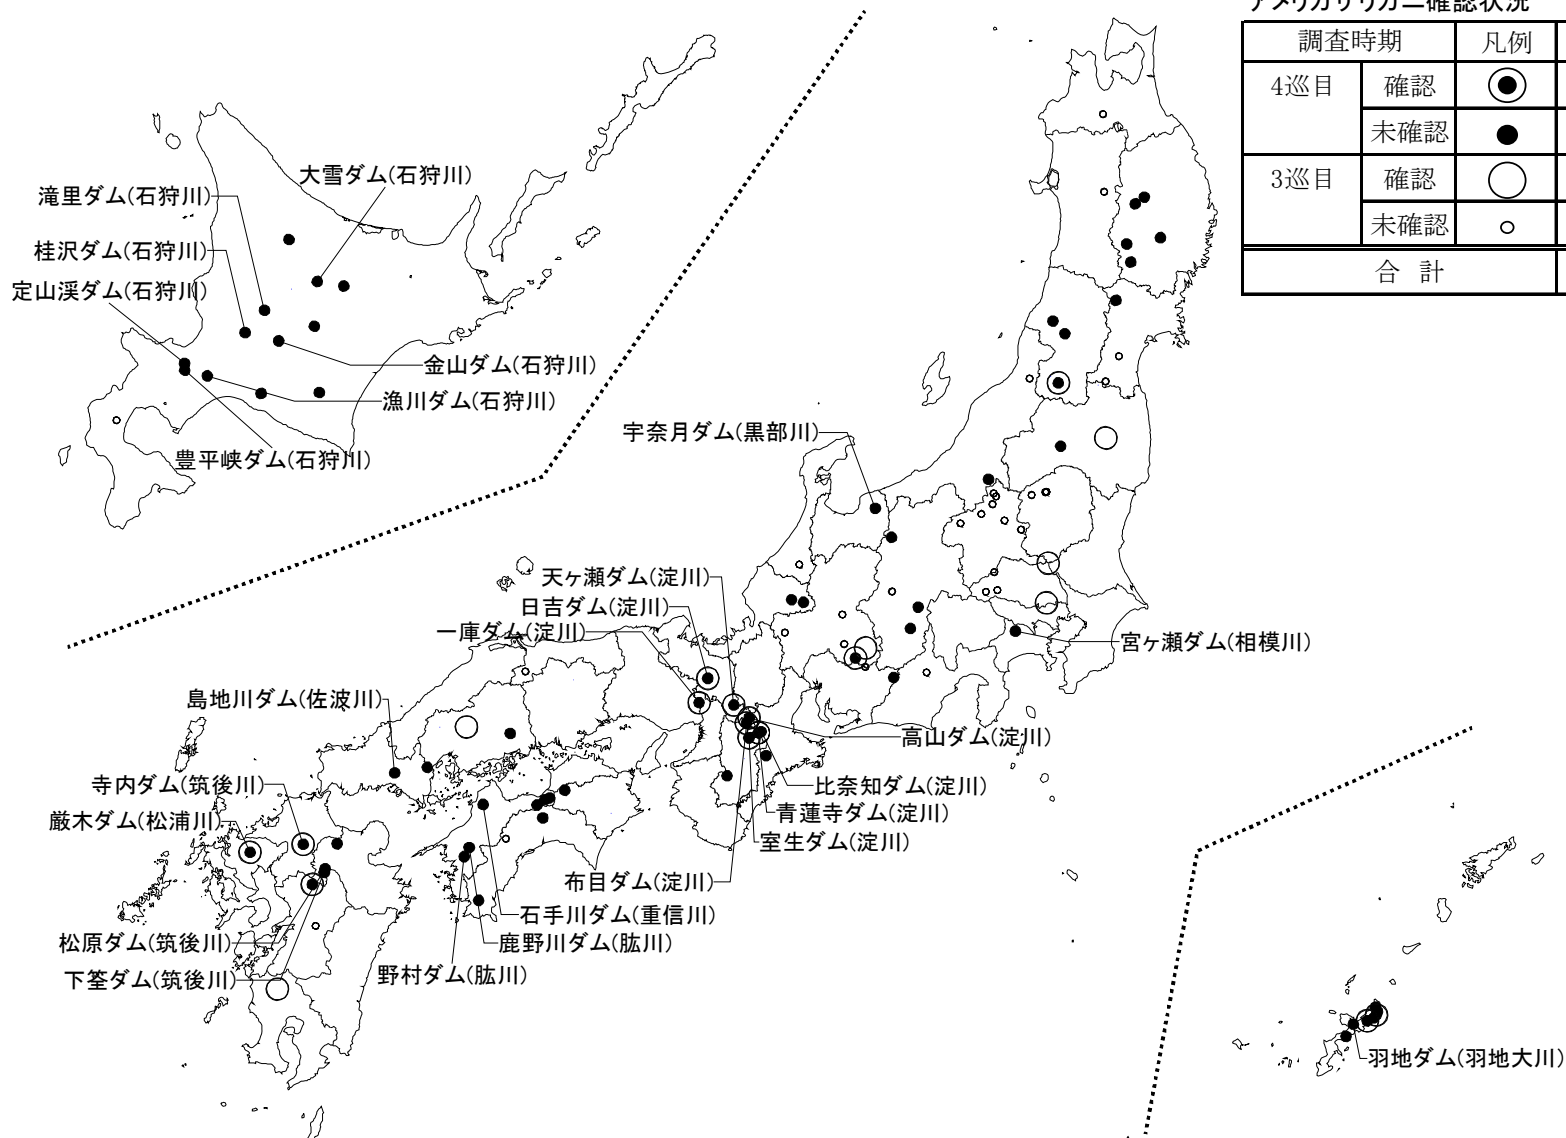 アメリカザリガニ確認状況
調査時期 凡例
4巡目 確認
未確認
3巡目 確認
未確認
合 計
大雪ダム(石狩川)
滝里ダム(石狩川)
桂沢ダム(石狩川)
定山渓ダム(石狩川)
金山ダム(石狩川)
漁川ダム(石狩川)
豊平峡ダム(石狩川)
宇奈月ダム(黒部川)
天ヶ瀬ダム(淀川)
日吉ダム(淀川)
一庫ダム(淀川)
宮ヶ瀬ダム(相模川)
島地川ダム(佐波川)
高山ダム(淀川)
寺内ダム(筑後川)
比奈知ダム(淀川)
厳木ダム(松浦川)
青蓮寺ダム(淀川)
室生ダム(淀川)
布目ダム(淀川)
石手川ダム(重信川)
松原ダム(筑後川)
鹿野川ダム(肱川)
下筌ダム(筑後川)
野村ダム(肱川)
羽地ダム(羽地大川)